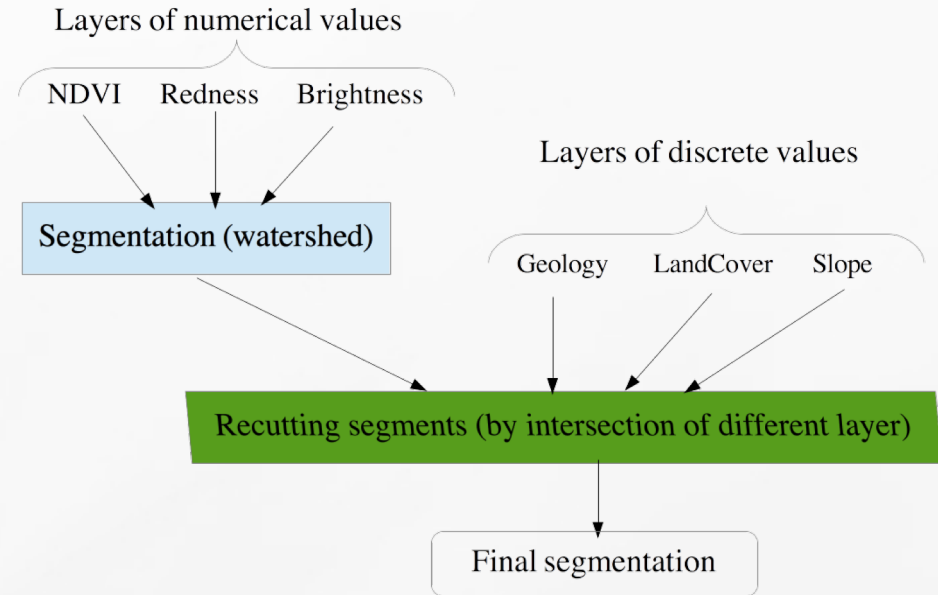 Layers of numerical values
NDVI Redness Brightness
Segmentation (watershed)
Layers of discrete values
Geology LandCover Slope
Recutting segments (by intersection of different layer)
Final segmentation